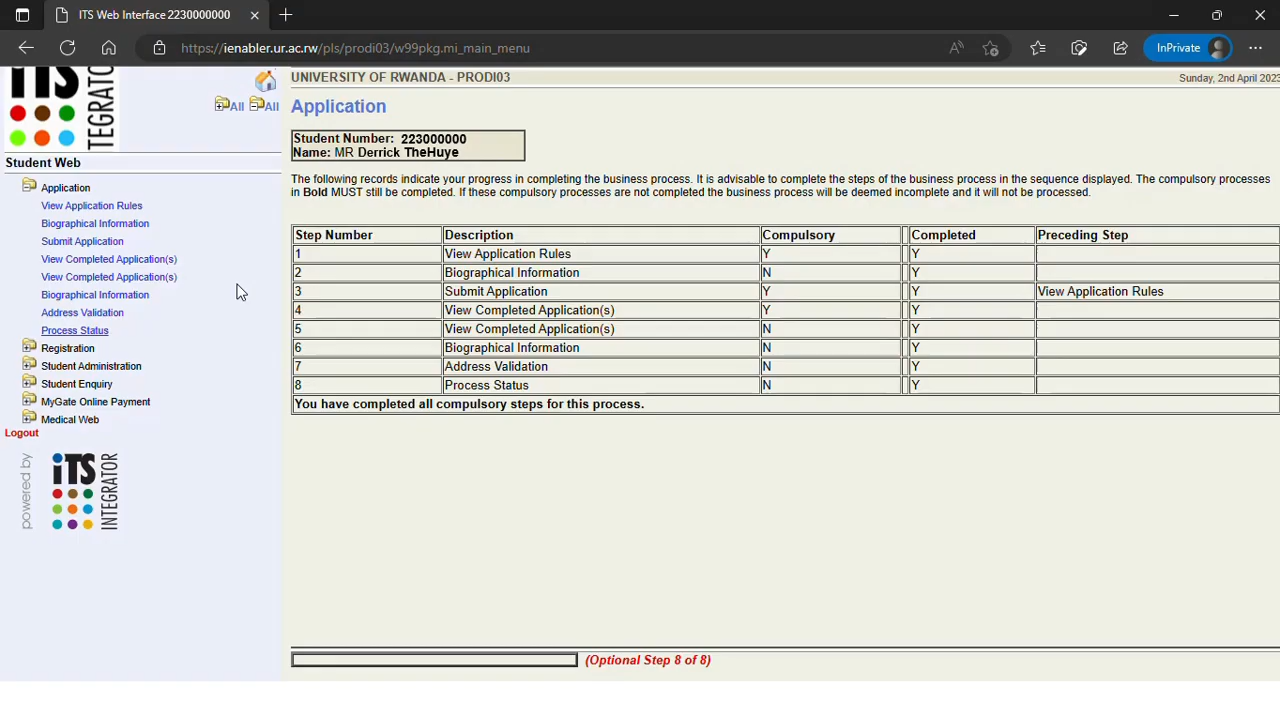 ITS Web Interface 2230000000
https://ienabler.ur.ac.rw/pls/prodi03/w99pkg.mi_main_menu
InPrivate
iTS
TEGRATOR
All All
Student Web
Application
View Application Rules
Biographical Information
Submit Application
View Completed Application(s)
View Completed Application(s)
Biographical Information
Address Validation
Process Status
Registration
Student Administration
Student Enquiry
MyGate Online Payment
Medical Web
Logout
powered by
iTS
INTEGRATOR
UNIVERSITY OF RWANDA - PRODI03
Sunday, 2nd April 2023
Application
Student Number: 223000000
Name: MR Derrick TheHuye
The following records indicate your progress in completing the business process. It is advisable to complete the steps of the business process in the sequence displayed. The compulsory processes
in Bold MUST still be completed. If these compulsory processes are not completed the business process will be deemed incomplete and it will not be processed.
Step Number Description Compulsory Completed Preceding Step
1 View Application Rules Y Y
2 Biographical Information N Y
3 Submit Application Y Y View Application Rules
4 View Completed Application(s) Y Y
5 View Completed Application(s) N Y
6 Biographical Information N Y
7 Address Validation N Y
8 Process Status N Y
You have completed all compulsory steps for this process.
(Optional Step 8 of 8)